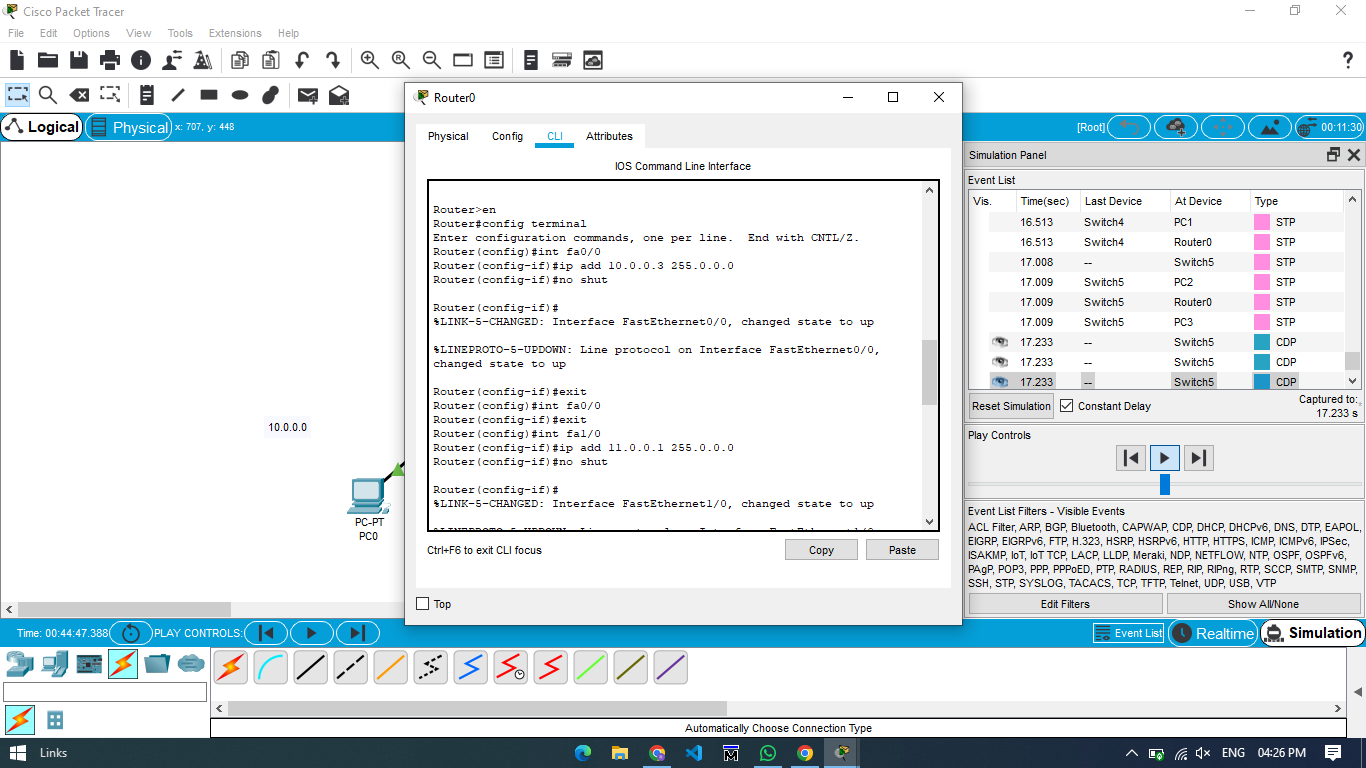 Cisco Packet Tracer
File Edit Options View Tools Extensions Help
Logical
Physical
x: 707, y: 448
[Root]
00:11:30
10.0.0.0
PC-PT
PC0
Router0
Physical Config CLI Attributes
IOS Command Line Interface
Router>en
Router#config terminal
Enter configuration commands, one per line.  End with CNTL/Z.
Router(config)#int fa0/0
Router(config-if)#ip add 10.0.0.3 255.0.0.0
Router(config-if)#no shut
Router(config-if)#
%LINK-5-CHANGED: Interface FastEthernet0/0, changed state to up
%LINEPROTO-5-UPDOWN: Line protocol on Interface FastEthernet0/0,
changed state to up
Router(config-if)#exit
Router(config)#int fa0/0
Router(config-if)#exit
Router(config)#int fa1/0
Router(config-if)#ip add 11.0.0.1 255.0.0.0
Router(config-if)#no shut
Router(config-if)#
%LINK-5-CHANGED: Interface FastEthernet1/0, changed state to up
Ctrl+F6 to exit CLI focus
Copy
Paste
Top
Simulation Panel
Event List
Vis. Time(sec) Last Device At Device Type
16.513 Switch4 PC1 STP
16.513 Switch4 Router0 STP
17.008 -- Switch5 STP
17.009 Switch5 PC2 STP
17.009 Switch5 Router0 STP
17.009 Switch5 PC3 STP
17.233 -- Switch5 CDP
17.233 -- Switch5 CDP
17.233 -- Switch5 CDP
Reset Simulation
Constant Delay
Captured to:
17.233 s
Play Controls
Event List Filters - Visible Events
ACL Filter, ARP, BGP, Bluetooth, CAPWAP, CDP, DHCP, DHCPv6, DNS, DTP, EAPOL,
EIGRP, EIGRPv6, FTP, H.323, HSRP, HSRPv6, HTTP, HTTPS, ICMP, ICMPv6, IPSec,
ISAKMP, IoT, IoT TCP, LACP, LLDP, Meraki, NDP, NETFLOW, NTP, OSPF, OSPFv6,
PAgP, POP3, PPP, PPPoED, PTP, RADIUS, REP, RIP, RIPng, RTP, SCCP, SMTP, SNMP,
SSH, STP, SYSLOG, TACACS, TCP, TFTP, Telnet, UDP, USB, VTP
Edit Filters
Show All/None
Time: 00:44:47.388
PLAY CONTROLS:
Event List
Realtime
Simulation
Automatically Choose Connection Type
Links
ENG
04:26 PM